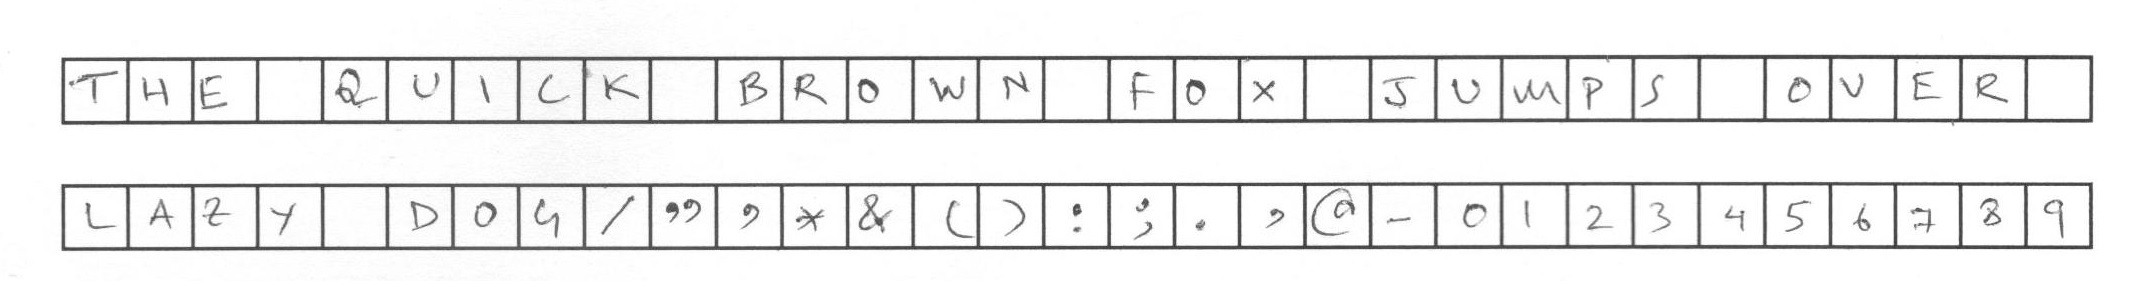 THE QUICK BROWN FOX JUMPS OVER
LAZY DOG/"'*&():;.,@-0123456789